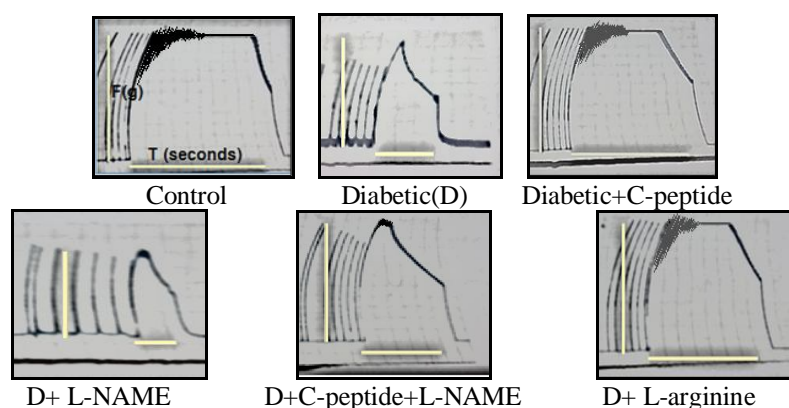 F(g)
T (seconds)
Control Diabetic(D) Diabetic+C-peptide
D+ L-NAME D+C-peptide+L-NAME D+ L-arginine